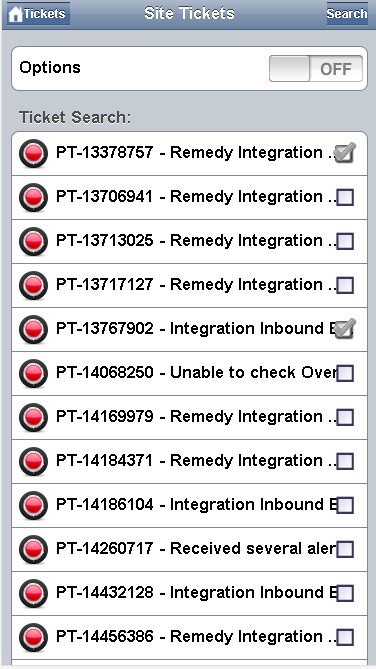 Tickets
Site Tickets
Search
Options
OFF
Ticket Search:
PT-13378757 - Remedy Integration ..
PT-13706941 - Remedy Integration ..
PT-13713025 - Remedy Integration ..
PT-13717127 - Remedy Integration ..
PT-13767902 - Integration Inbound E
PT-14068250 - Unable to check Over
PT-14169979 - Remedy Integration ..
PT-14184371 - Remedy Integration ..
PT-14186104 - Integration Inbound E
PT-14260717 - Received several aler
PT-14432128 - Integration Inbound E
PT-14456386 - Remedy Integration ..